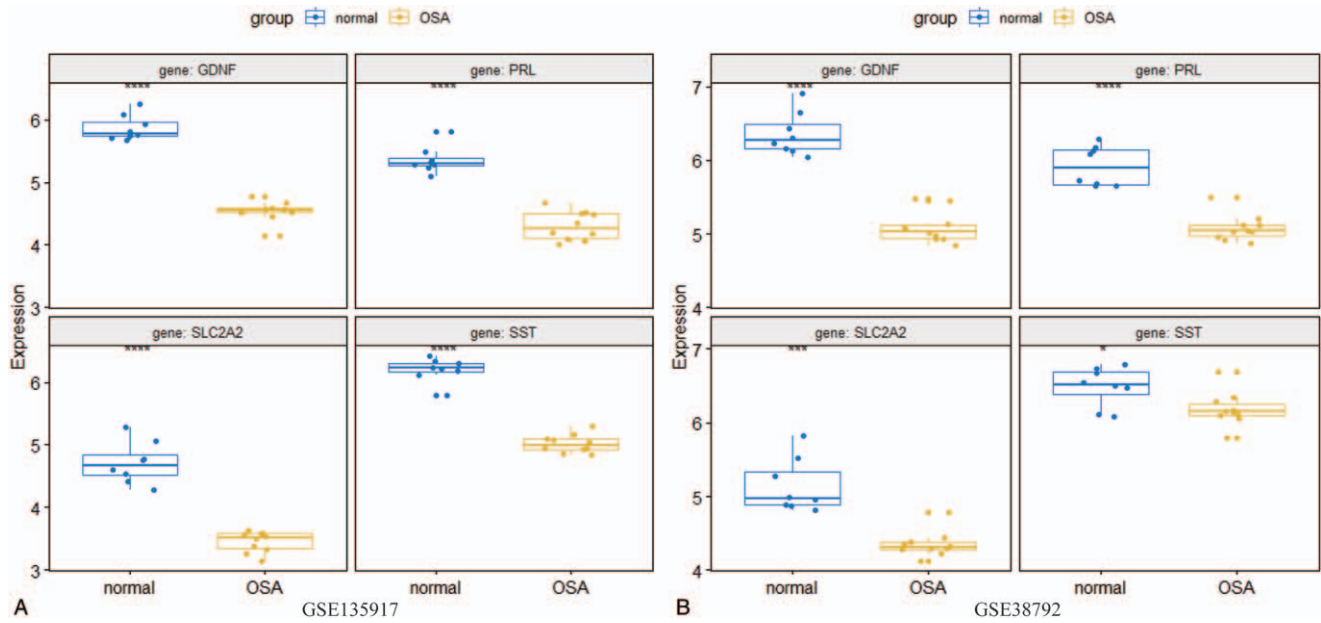 group normal OSA
gene: GDNF gene: PRL
****  ****
6
5
4
3
gene: SLC2A2 gene: SST
****  ****
6
5
4
3
Expression
normal OSA normal OSA
A GSE135917
group normal OSA
gene: GDNF gene: PRL
****  ****
7
6
5
4
gene: SLC2A2 gene: SST
***  *
7
6
5
4
Expression
normal OSA normal OSA
B GSE38792